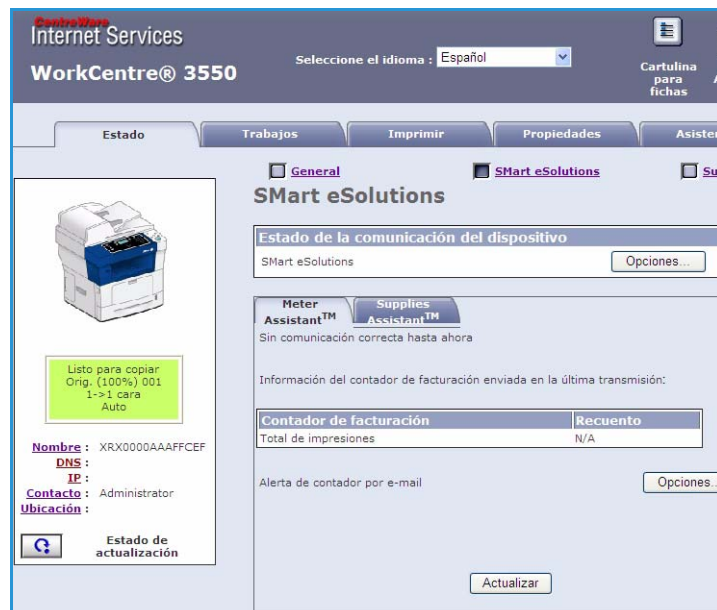 CentreWare
Internet Services
WorkCentre® 3550
Seleccione el idioma : Español
Cartulina
para
fichas
Estado
Trabajos
Imprimir
Propiedades
Asiste
General
SMart eSolutions
Su
SMart eSolutions
Estado de la comunicación del dispositivo
SMart eSolutions
Opciones...
Meter
Assistant™
Supplies
Assistant™
Sin comunicación correcta hasta ahora
Información del contador de facturación enviada en la última transmisión:
Contador de facturación Recuento
Total de impresiones N/A
Alerta de contador por e-mail
Opciones..
Actualizar
Listo para copiar
Orig. (100%) 001
1->1 cara
Auto
Nombre : XRX0000AAAFFCEF
DNS :
IP :
Contacto : Administrator
Ubicación :
Estado de
actualización